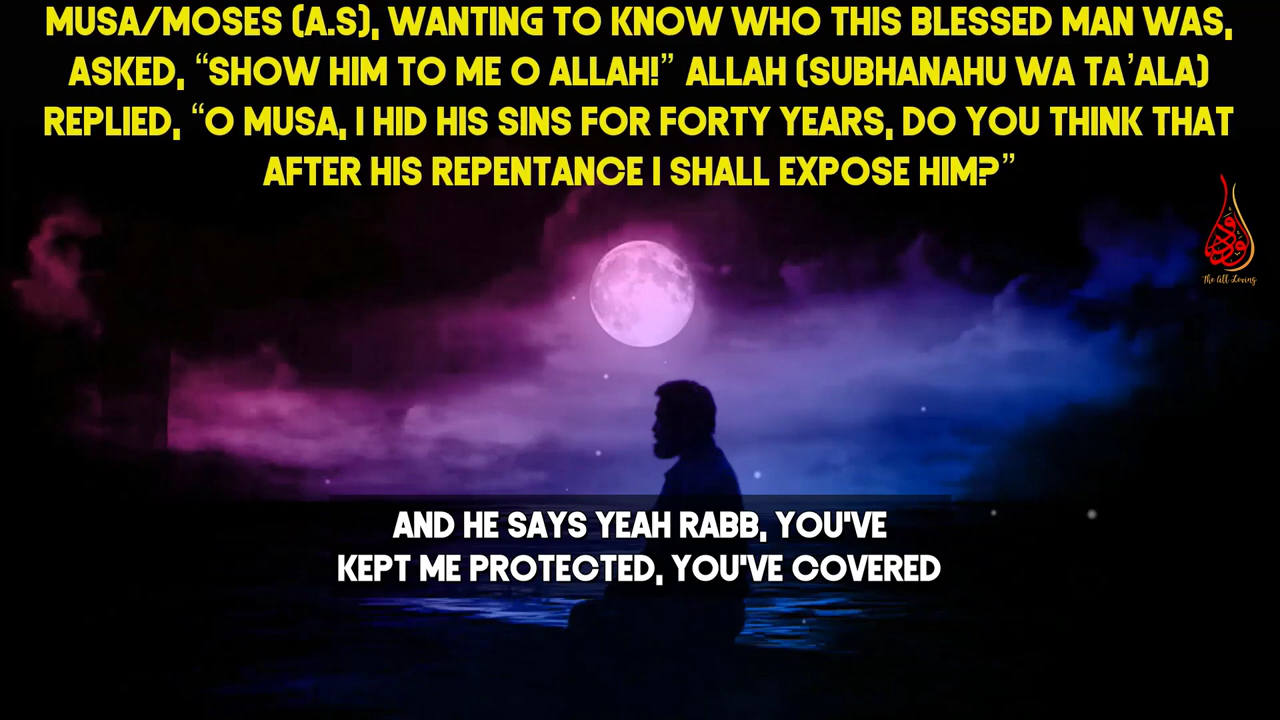 MUSA/MOSES (A.S), WANTING TO KNOW WHO THIS BLESSED MAN WAS,
ASKED, “SHOW HIM TO ME O ALLAH!” ALLAH (SUBHANAHU WA TA’ALA)
REPLIED, “O MUSA, I HID HIS SINS FOR FORTY YEARS, DO YOU THINK THAT
AFTER HIS REPENTANCE I SHALL EXPOSE HIM?”
The All Loving
AND HE SAYS YEAH RABB, YOU'VE
KEPT ME PROTECTED, YOU'VE COVERED